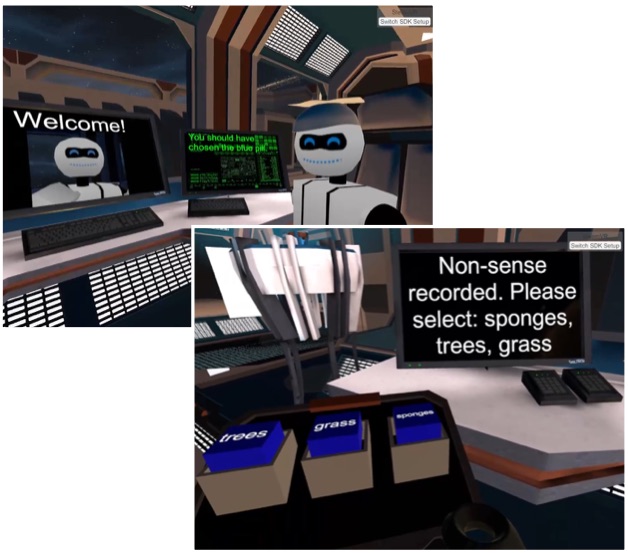 Switch SDK Setup
Welcome!
You should have
chosen the blue pill.
Switch SDK Setup
Non-sense
recorded. Please
select: sponges,
trees, grass
trees
grass
sponges